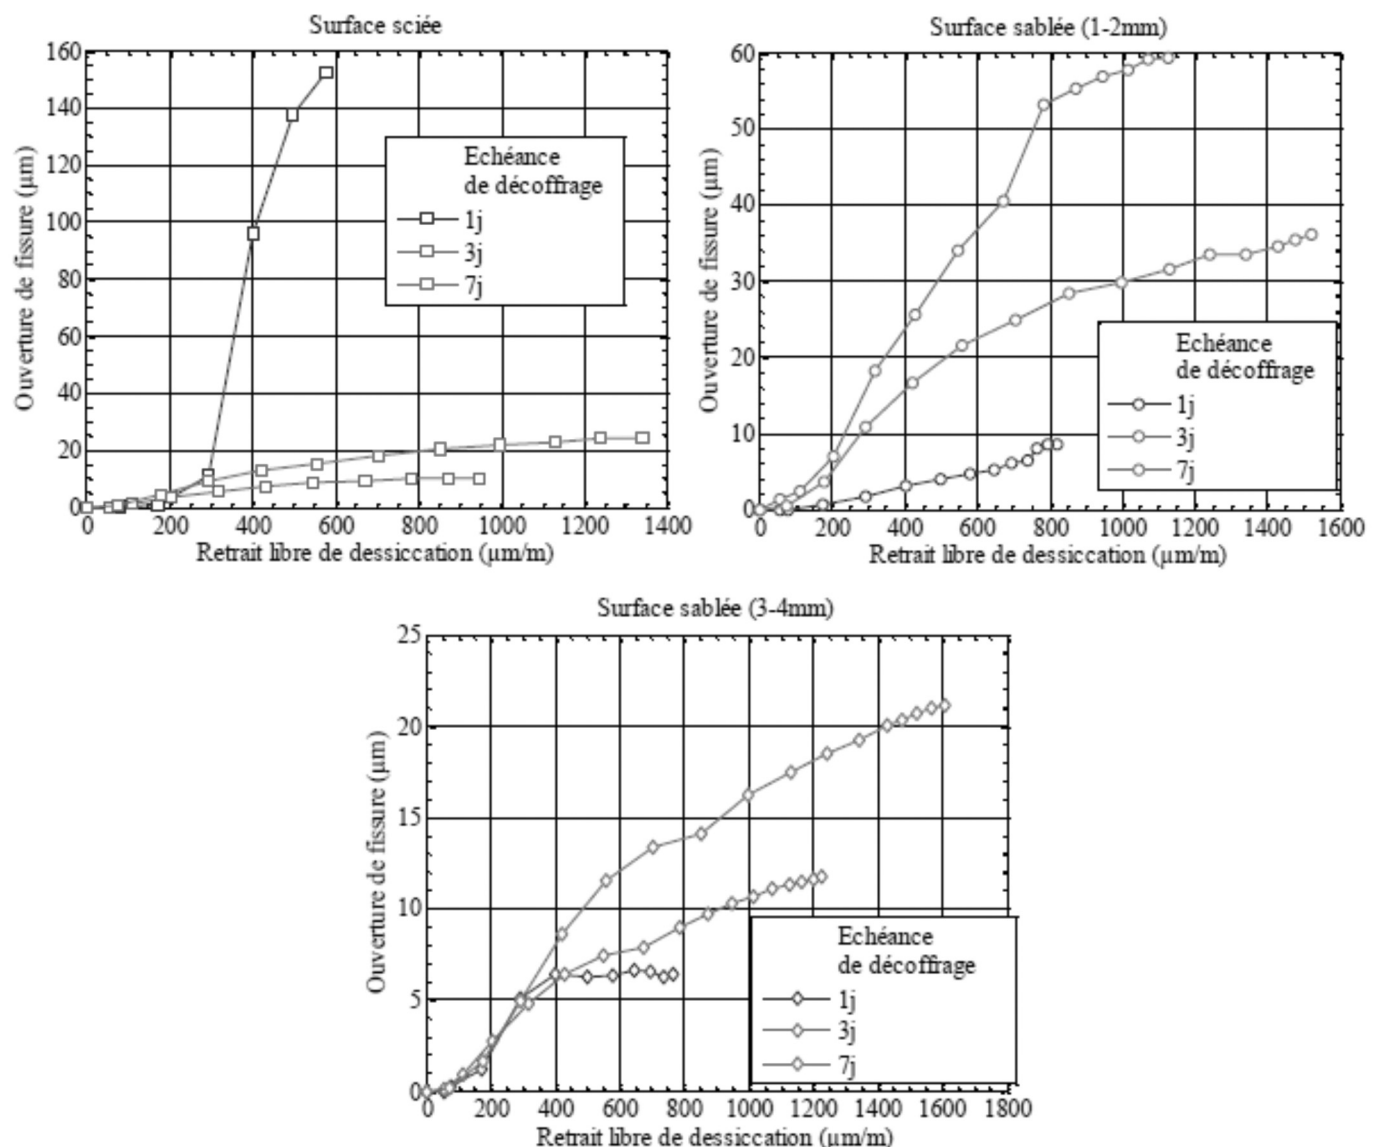 Surface sciée
160
140
120
100
80
60
40
20
0
Ouverture de fissure (µm)
Echéance
de décoffrage
1j
3j
7j
0 200 400 600 800 1000 1200 1400
Retrait libre de dessiccation (µm/m)
Surface sablée (1-2mm)
60
50
40
30
20
10
0
Ouverture de fissure (µm)
Echéance
de décoffrage
1j
3j
7j
0 200 400 600 800 1000 1200 1400 1600
Retrait libre de dessiccation (µm/m)
Surface sablée (3-4mm)
25
20
15
10
5
0
Ouverture de fissure (µm)
Echéance
de décoffrage
1j
3j
7j
0 200 400 600 800 1000 1200 1400 1600 1800
Retrait libre de dessiccation (µm/m)